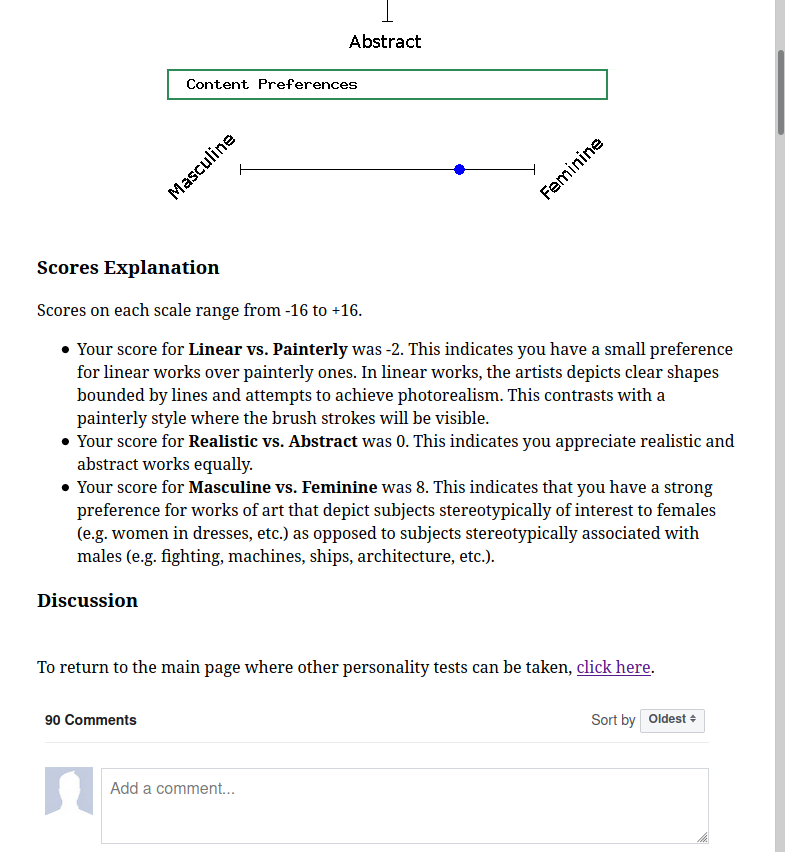 Abstract
Content Preferences
Masculine
Feminine
Scores Explanation
Scores on each scale range from -16 to +16.
Your score for Linear vs. Painterly was -2. This indicates you have a small preference
for linear works over painterly ones. In linear works, the artists depicts clear shapes
bounded by lines and attempts to achieve photorealism. This contrasts with a
painterly style where the brush strokes will be visible.
Your score for Realistic vs. Abstract was 0. This indicates you appreciate realistic and
abstract works equally.
Your score for Masculine vs. Feminine was 8. This indicates that you have a strong
preference for works of art that depict subjects stereotypically of interest to females
(e.g. women in dresses, etc.) as opposed to subjects stereotypically associated with
males (e.g. fighting, machines, ships, architecture, etc.).
Discussion
To return to the main page where other personality tests can be taken, click here.
90 Comments
Sort by Oldest
Add a comment...